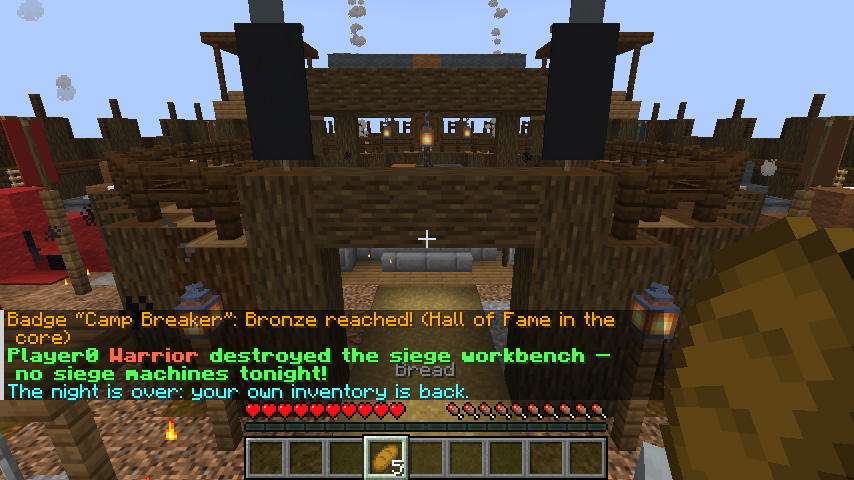 Badge "Camp Breaker": Bronze reached! (Hall of Fame in the
core)
Player0 Warrior destroyed the siege workbench –
no siege machines tonight!
Bread
The night is over: your own inventory is back.
5